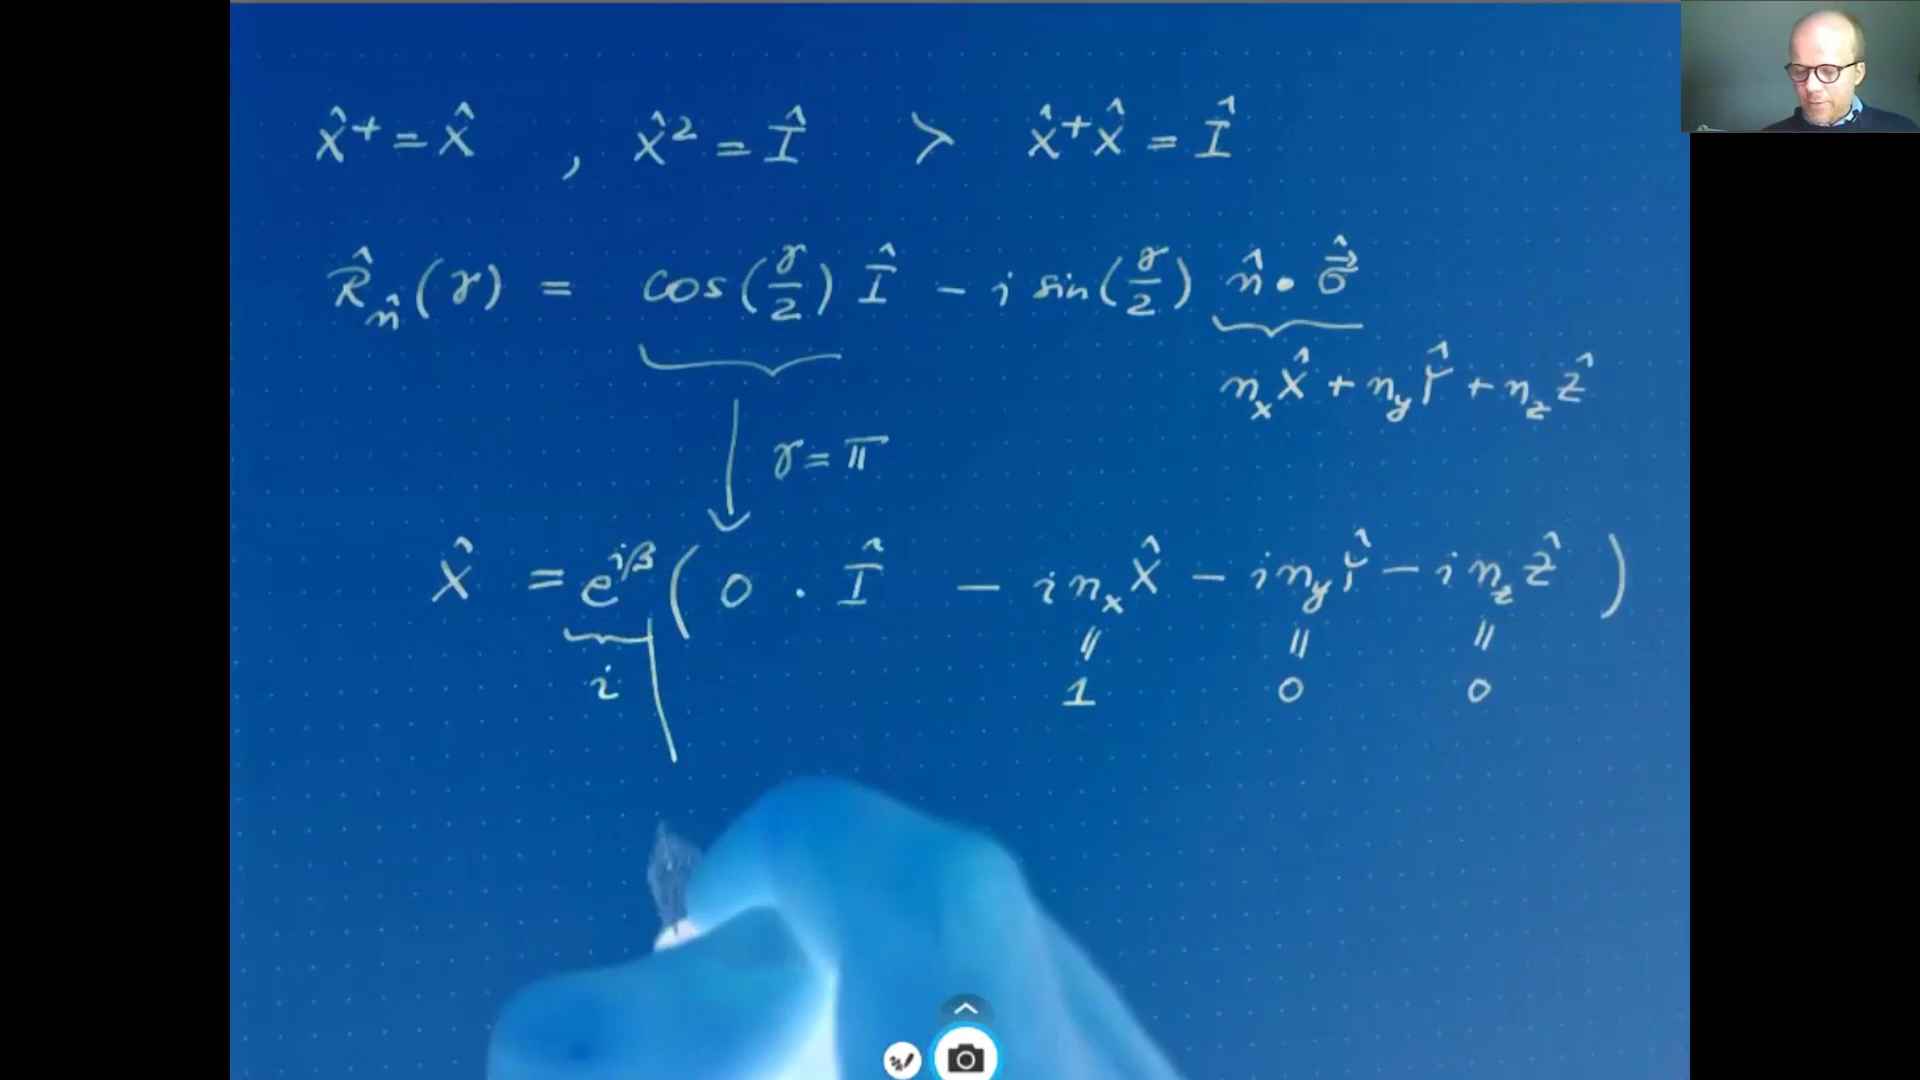 X̂⁺ = X̂ , X̂² = Î > X̂⁺X̂ = Î
R̂_n̂(γ) = cos(γ/2) Î − i sin(γ/2) n̂ • σ̂⃗
n_x X̂ + n_y Ŷ + n_z Ẑ
γ = π
X̂ = e^{iβ} ( 0 . Î − i n_x X̂ − i n_y Ŷ − i n_z Ẑ )
|| || ||
i 1 0 0